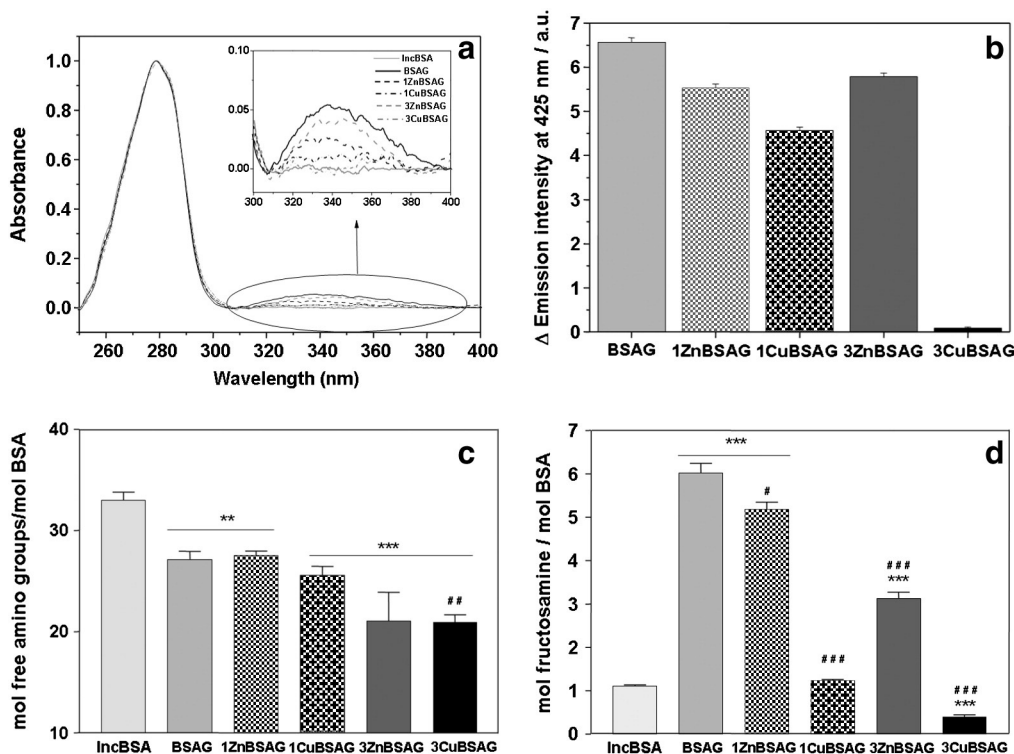 a
Absorbance
1.0
0.8
0.6
0.4
0.2
0.0
260 280 300 320 340 360 380 400
Wavelength (nm)
0.10
0.05
0.00
300 320 340 360 380 400
IncBSA
BSAG
1ZnBSAG
1CuBSAG
3ZnBSAG
3CuBSAG
b
Δ Emission intensity at 425 nm / a.u.
7
6
5
4
3
2
1
0
BSAG 1ZnBSAG 1CuBSAG 3ZnBSAG 3CuBSAG
c
mol free amino groups/mol BSA
40
30
20
10
**
***
##
IncBSA BSAG 1ZnBSAG 1CuBSAG 3ZnBSAG 3CuBSAG
d
mol fructosamine / mol BSA
7
6
5
4
3
2
1
0
***
#
###
###
***
###
***
IncBSA BSAG 1ZnBSAG 1CuBSAG 3ZnBSAG 3CuBSAG